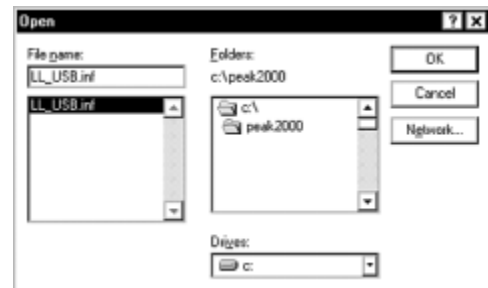 Open
File name:
LL_USB.inf
LL_USB.inf
Folders:
c:\peak2000
c:\
peak2000
Drives:
c:
OK
Cancel
Network...